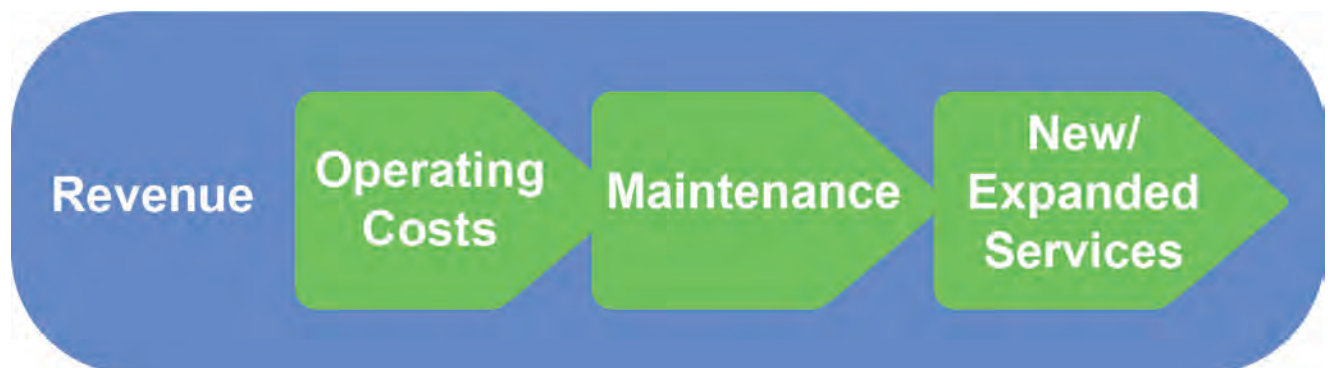 Revenue
Operating
Costs
Maintenance
New/
Expanded
Services